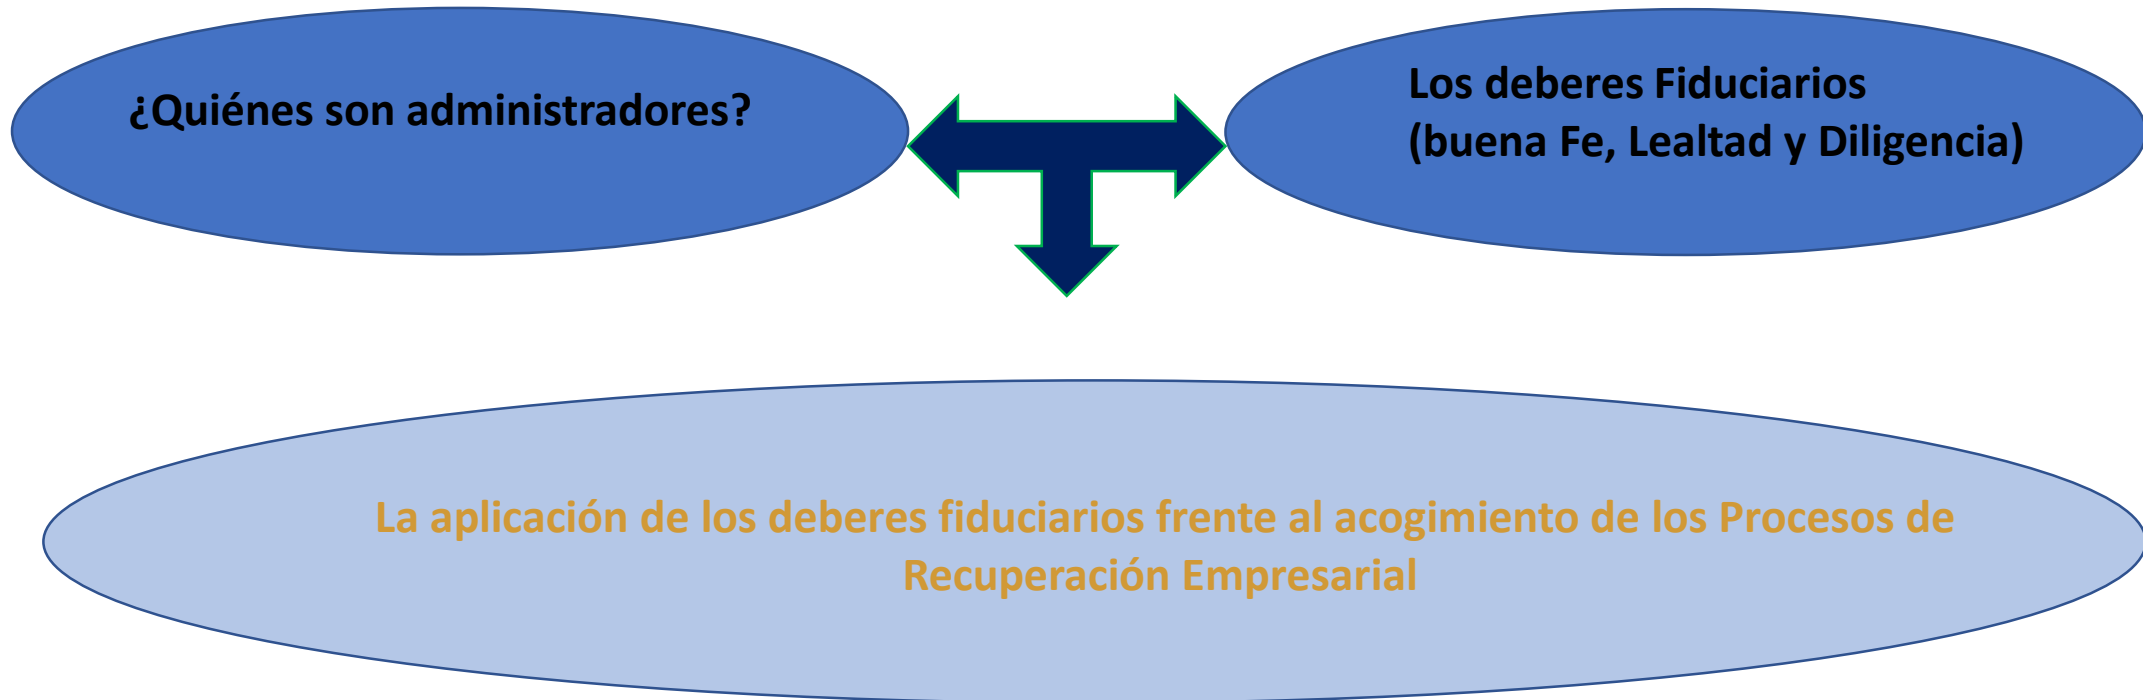 ¿Quiénes son administradores?
Los deberes Fiduciarios
(buena Fe, Lealtad y Diligencia)
La aplicación de los deberes fiduciarios frente al acogimiento de los Procesos de
Recuperación Empresarial